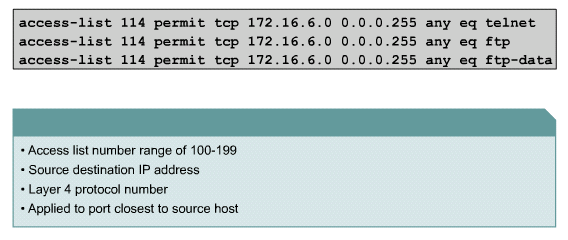 access-list 114 permit tcp 172.16.6.0 0.0.0.255 any eq telnet
access-list 114 permit tcp 172.16.6.0 0.0.0.255 any eq ftp
access-list 114 permit tcp 172.16.6.0 0.0.0.255 any eq ftp-data
• Access list number range of 100-199
• Source destination IP address
• Layer 4 protocol number
• Applied to port closest to source host